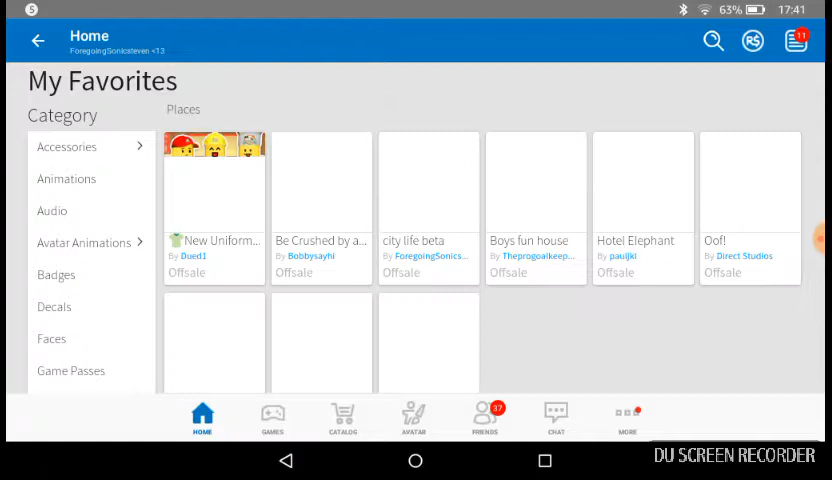 5
63% 17:41
Home
ForegoingSonicsteven <13
R$
11
My Favorites
Category
Places
Accessories
Animations
Audio
Avatar Animations
Badges
Decals
Faces
Game Passes
New Uniform...
By Dued1
Offsale
Be Crushed by a...
By Bobbysayhi
Offsale
city life beta
By ForegoingSonics...
Offsale
Boys fun house
By Theprogoalkeep...
Offsale
Hotel Elephant
By pauljkl
Offsale
Oof!
By Direct Studios
Offsale
HOME
GAMES
CATALOG
AVATAR
37
FRIENDS
CHAT
MORE
DU SCREEN RECORDER